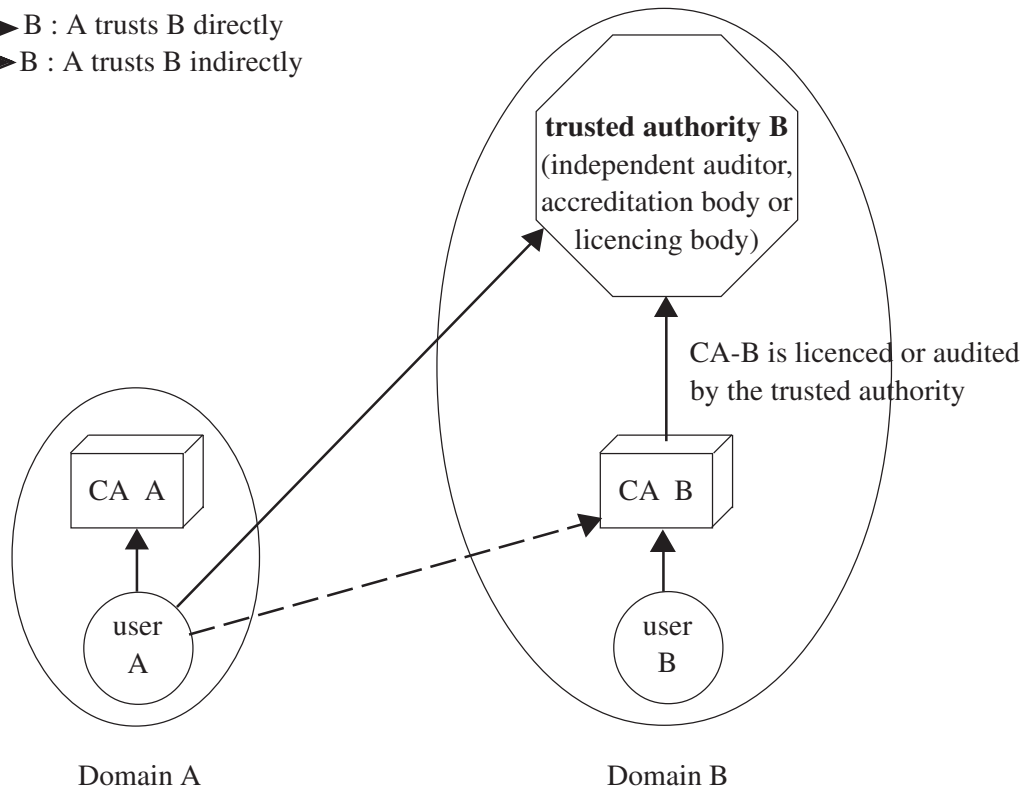 B : A trusts B directly
B : A trusts B indirectly
trusted authority B
(independent auditor,
accreditation body or
licencing body)
CA-B is licenced or audited
by the trusted authority
CA A
CA B
user
A
user
B
Domain A
Domain B